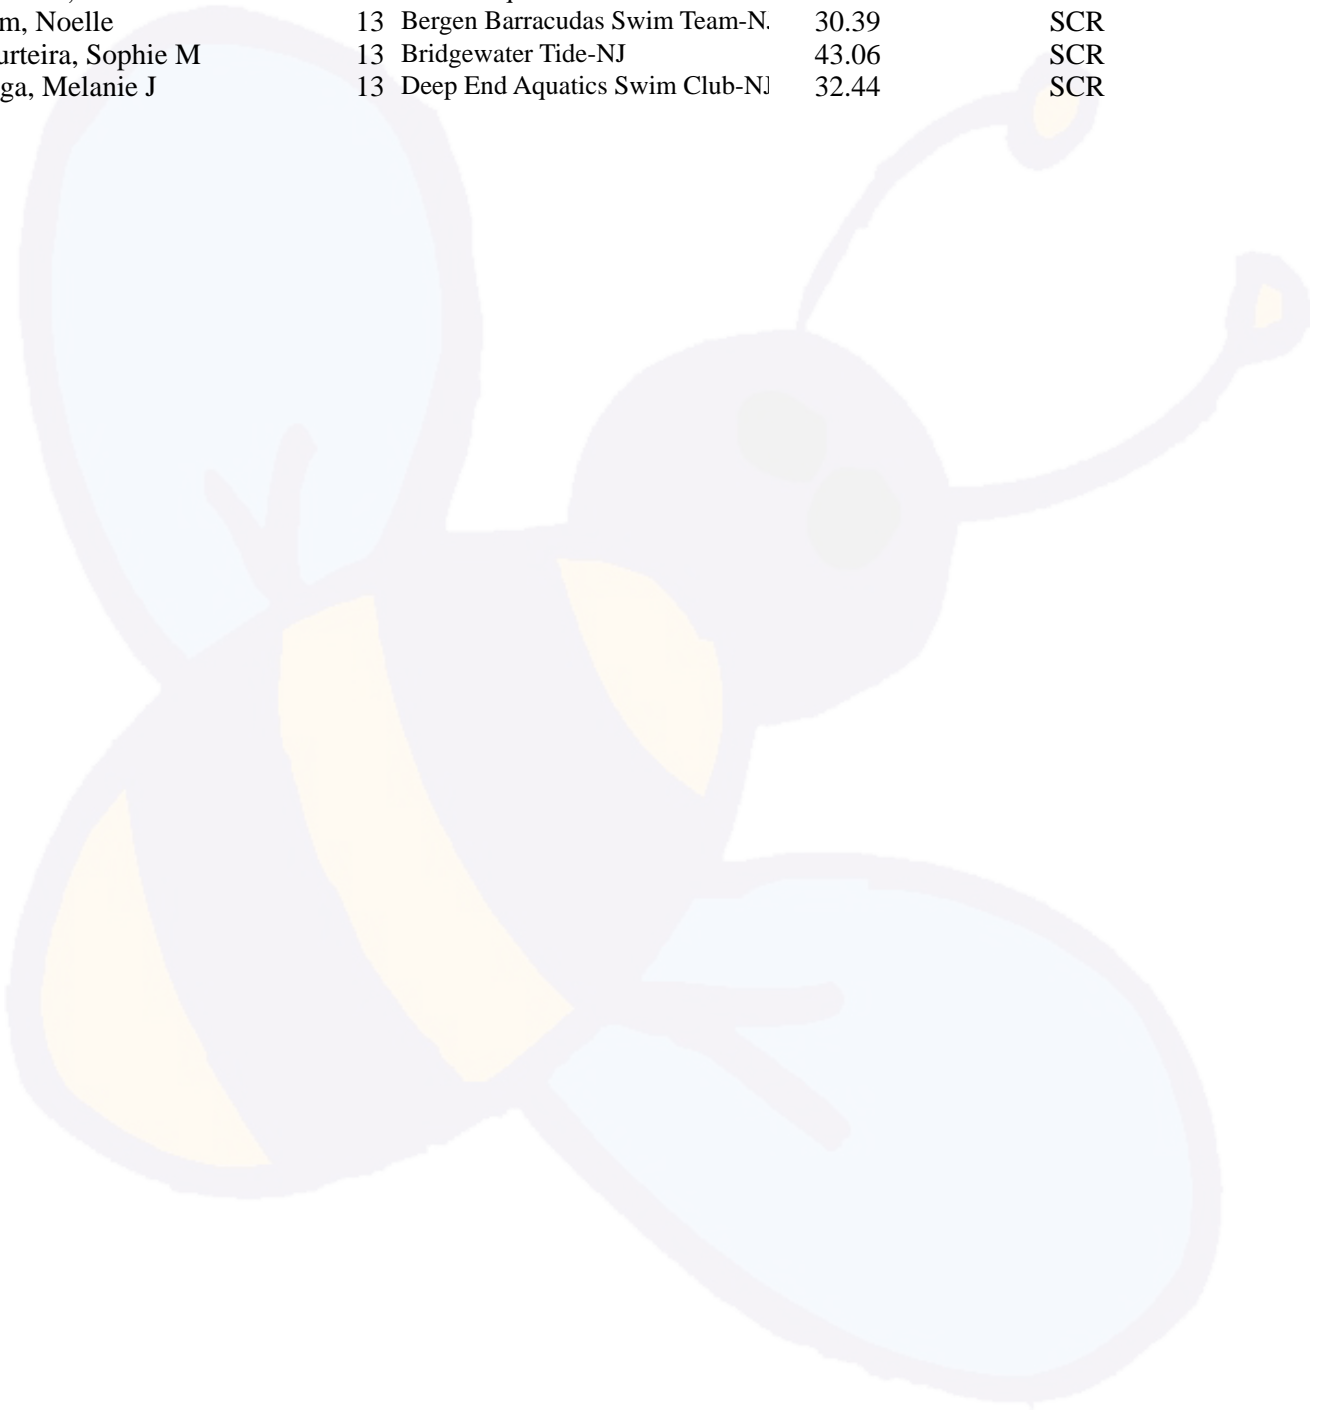 m, Noelle 13 Bergen Barracudas Swim Team-N. 30.39 SCR
urteira, Sophie M 13 Bridgewater Tide-NJ 43.06 SCR
ga, Melanie J 13 Deep End Aquatics Swim Club-NJ 32.44 SCR